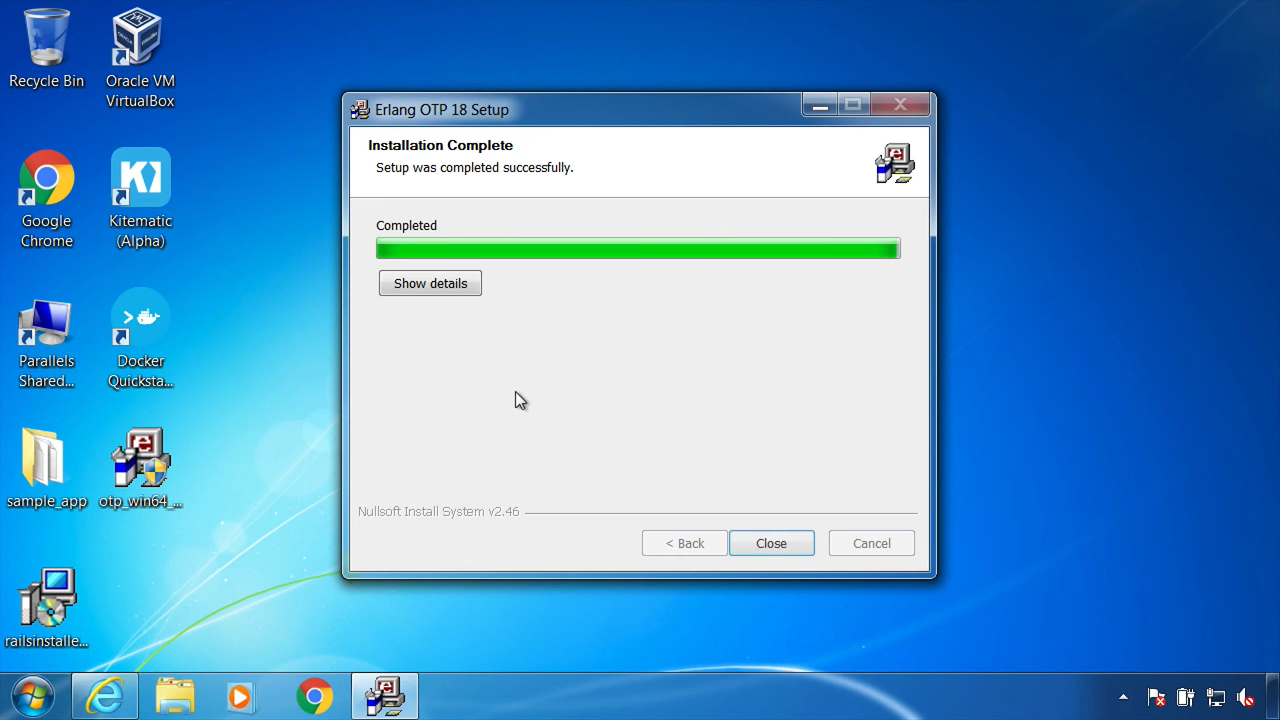 Recycle Bin
Oracle VM
VirtualBox
Google
Chrome
Kitematic
(Alpha)
Parallels
Shared...
Docker
Quicksta...
sample_app
otp_win64_...
railsinstalle...
Erlang OTP 18 Setup
Installation Complete
Setup was completed successfully.
Completed
Show details
Nullsoft Install System v2.46
< Back
Close
Cancel